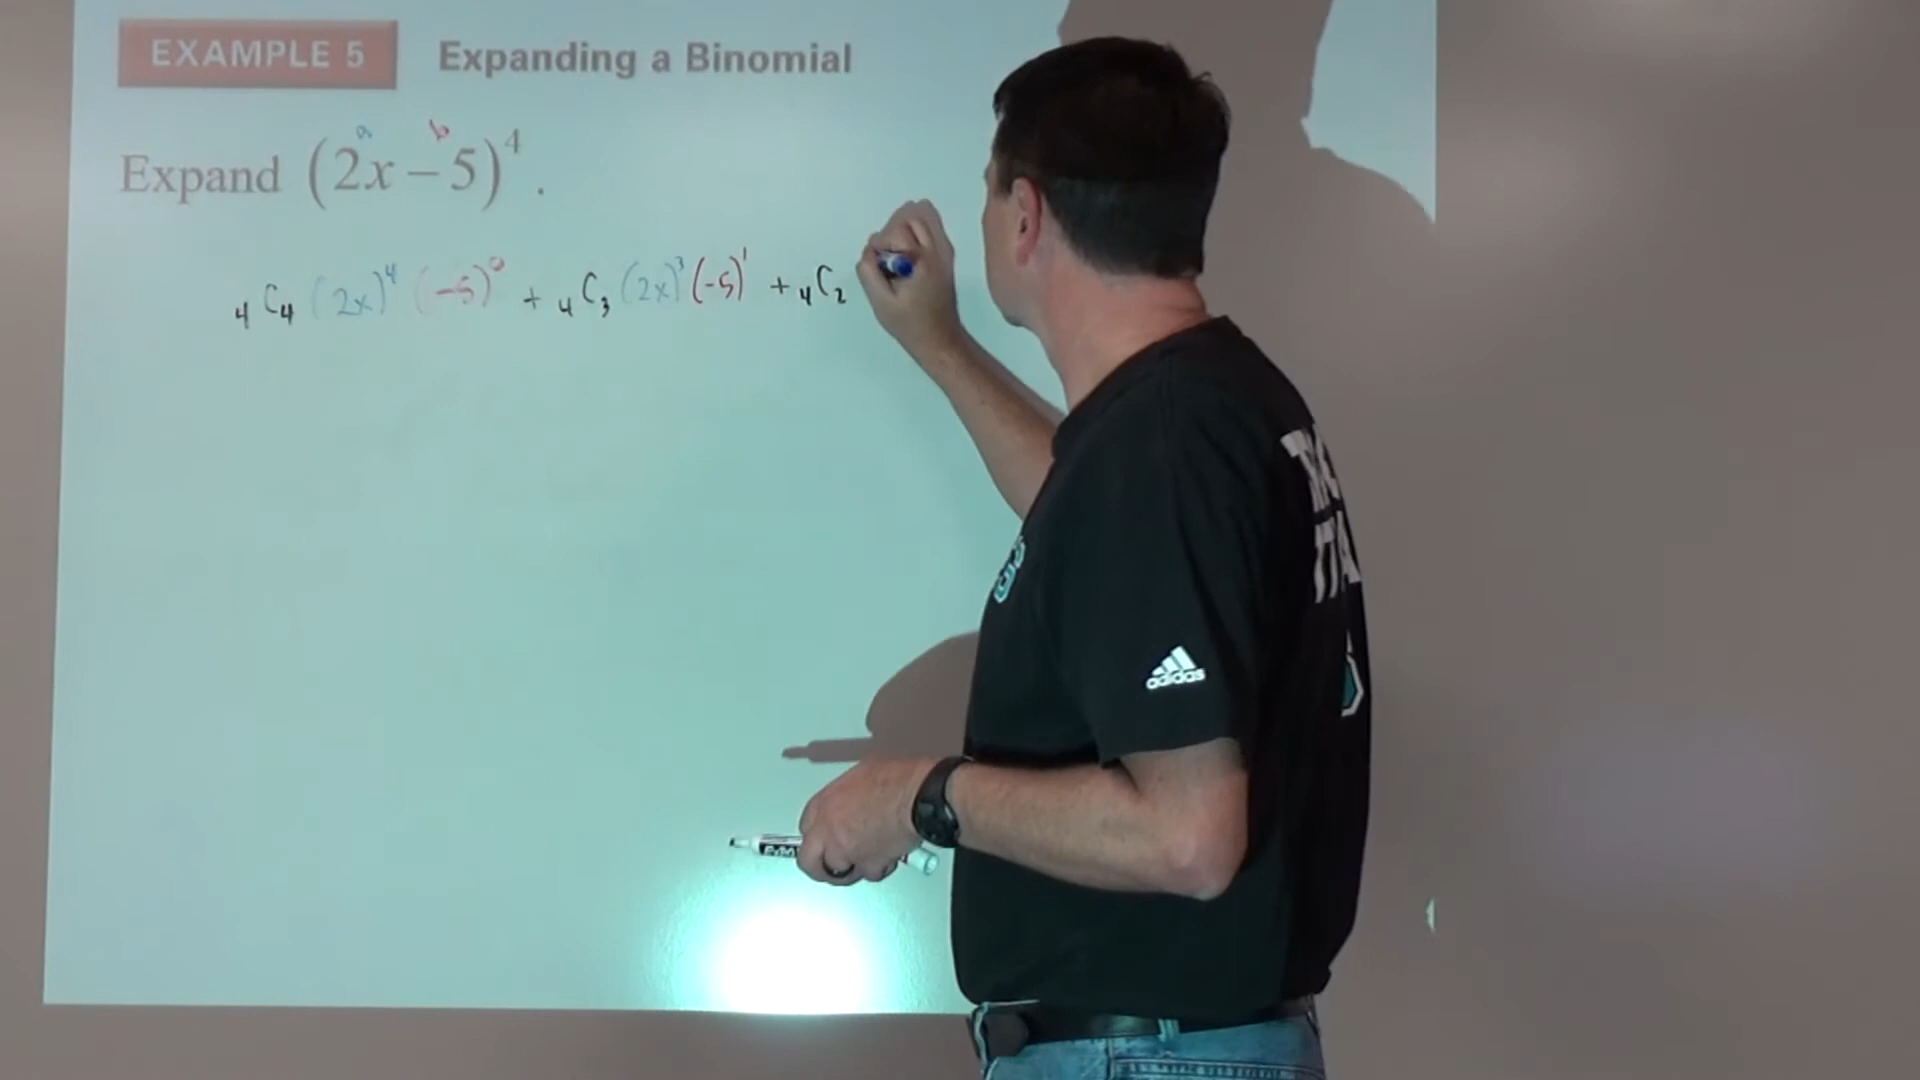 EXAMPLE 5 Expanding a Binomial
a b
Expand (2x − 5)⁴.
₄C₄ (2x)⁴ (-5)⁰ + ₄C₃ (2x)³ (-5)¹ + ₄C₂
adidas
EXPO